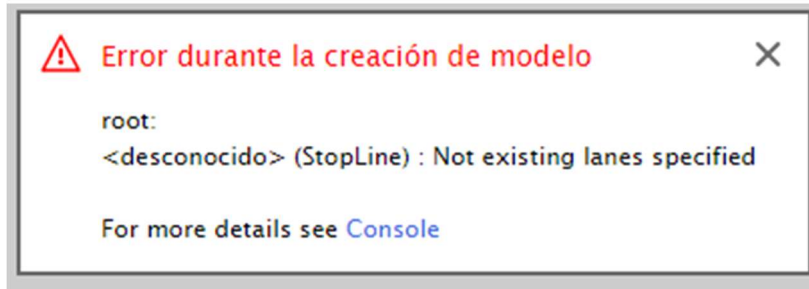 Error durante la creación de modelo
root:
<desconocido> (StopLine) : Not existing lanes specified
For more details see Console